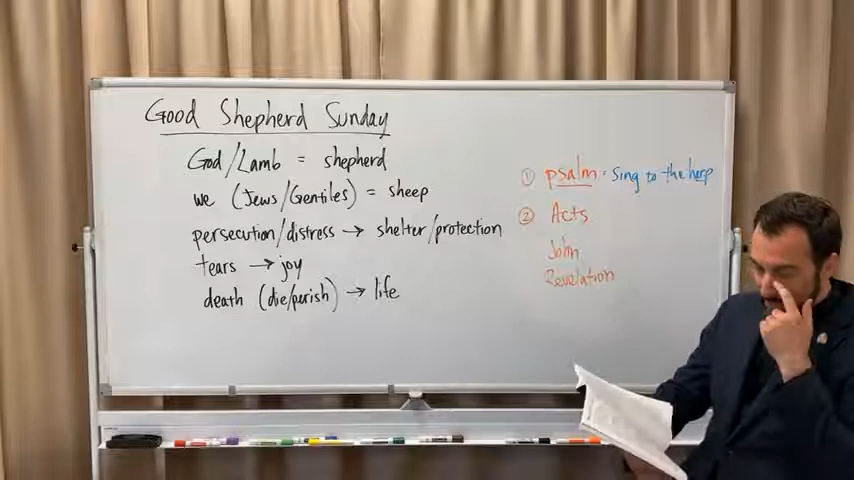 Good Shepherd Sunday
God/Lamb = shepherd
we (Jews/Gentiles) = sheep
persecution/distress → shelter/protection
tears → joy
death (die/perish) → life
① psalm = Sing to the harp
② Acts
John
Revelation